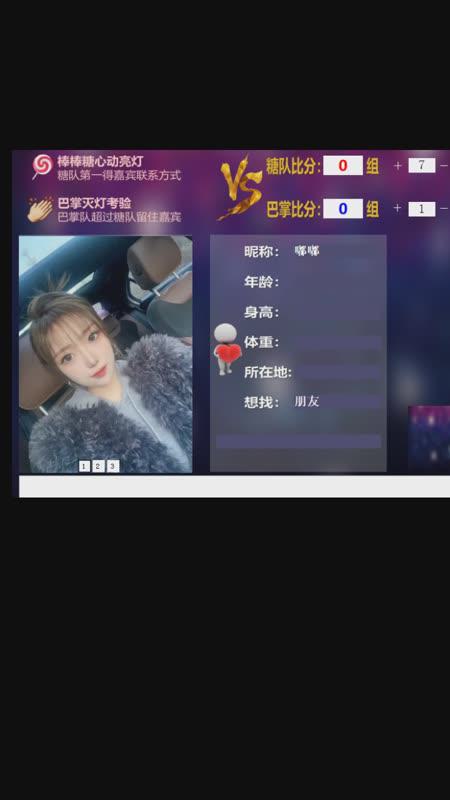 棒棒糖心动亮灯
糖队第一得嘉宾联系方式
巴掌灭灯考验
巴掌队超过糖队留住嘉宾
VS
糖队比分: 0 组 + 7 -
巴掌比分: 0 组 + 1 -
昵称: 嘟嘟
年龄:
身高:
体重:
所在地:
想找: 朋友
1 2 3